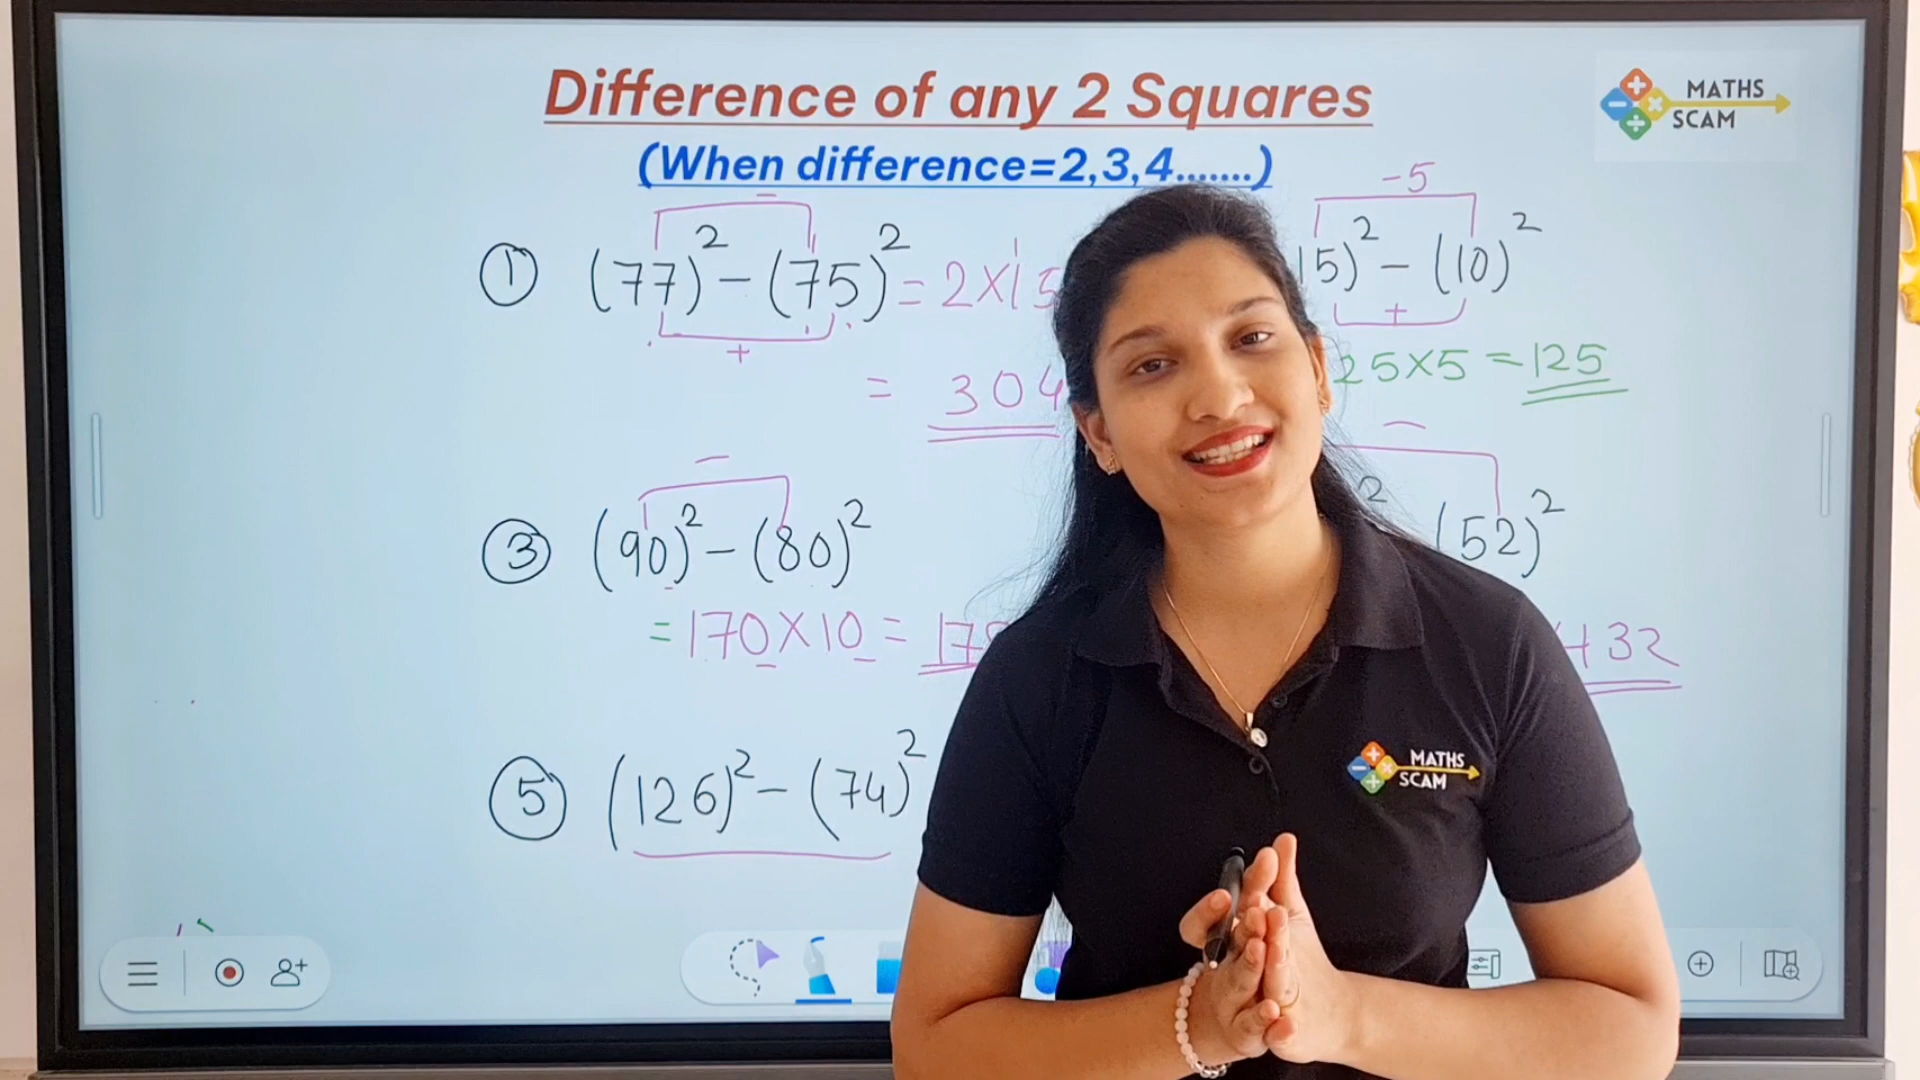 Difference of any 2 Squares
MATHS
SCAM
(When difference=2,3,4.......)
① (77)² - (75)² = 2×15
- +
= 304
-5
15)² - (10)²
+
25×5 = 125
③ (90)² - (80)²
-
= 170×10 = 17
-
² (52)²
432
⑤ (126)² - (74)²
MATHS
SCAM